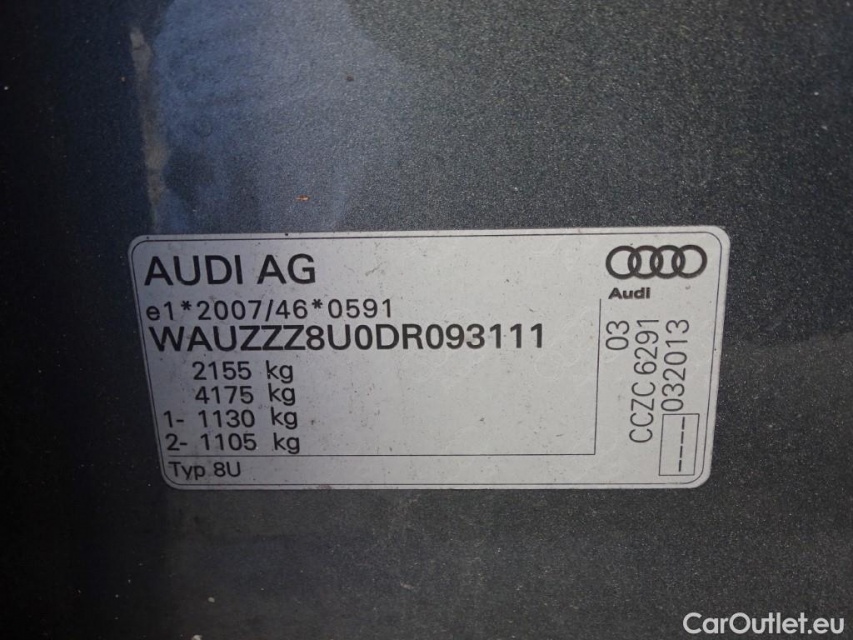 AUDI AG
Audi
e1*2007/46*0591
WAUZZZ8U0DR093111
2155 kg
4175 kg
1- 1130 kg
2- 1105 kg
Typ 8U
03
CCZC 6291
032013
-----
CarOutlet.eu